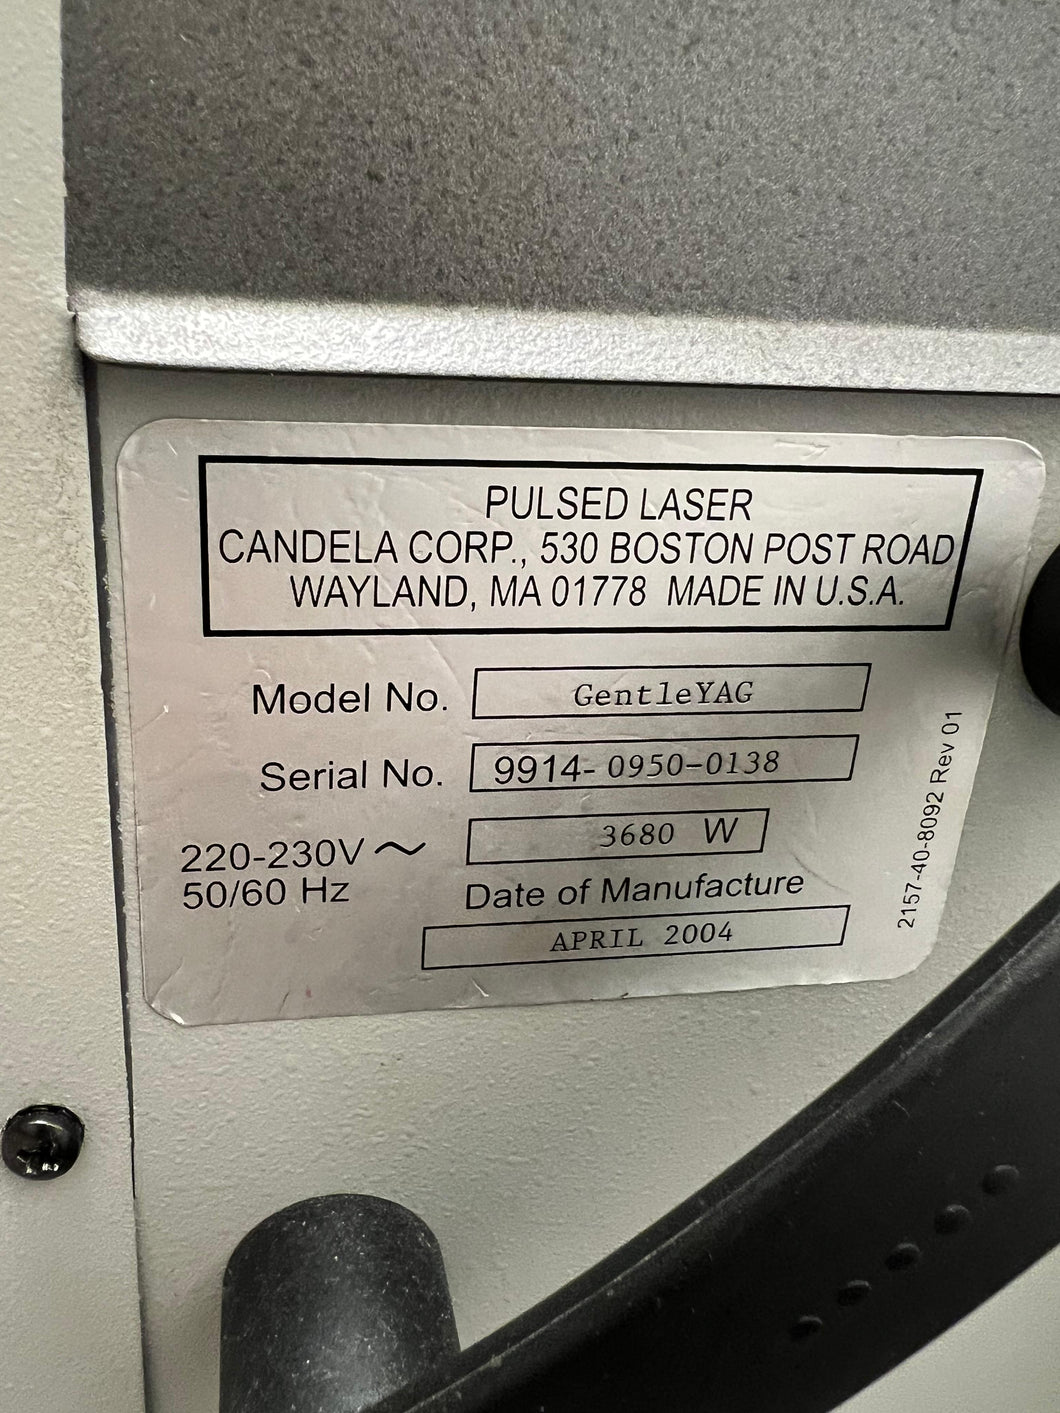 PULSED LASER
CANDELA CORP., 530 BOSTON POST ROAD
WAYLAND, MA 01778 MADE IN U.S.A.
Model No. GentleYAG
Serial No. 9914-0950-0138
220-230V ~ 3680 W
50/60 Hz
Date of Manufacture
APRIL 2004
2157-40-8092 Rev 01